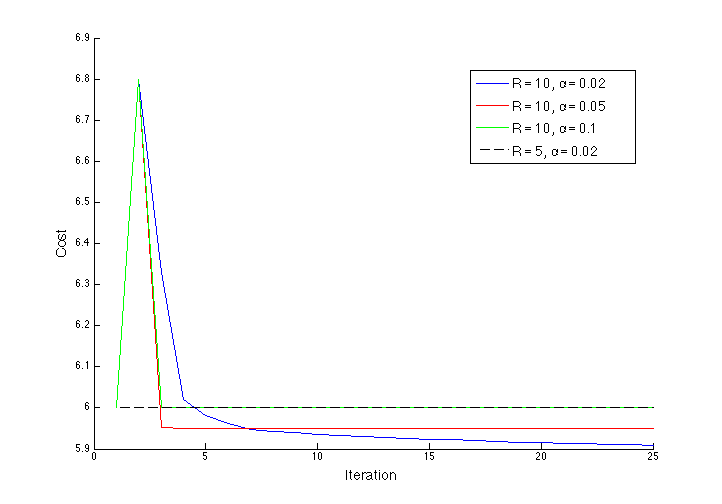 6.9
6.8
6.7
6.6
6.5
6.4
6.3
6.2
6.1
6
5.9
Cost
0
5
10
15
20
25
Iteration
R = 10, α = 0.02
R = 10, α = 0.05
R = 10, α = 0.1
R = 5, α = 0.02